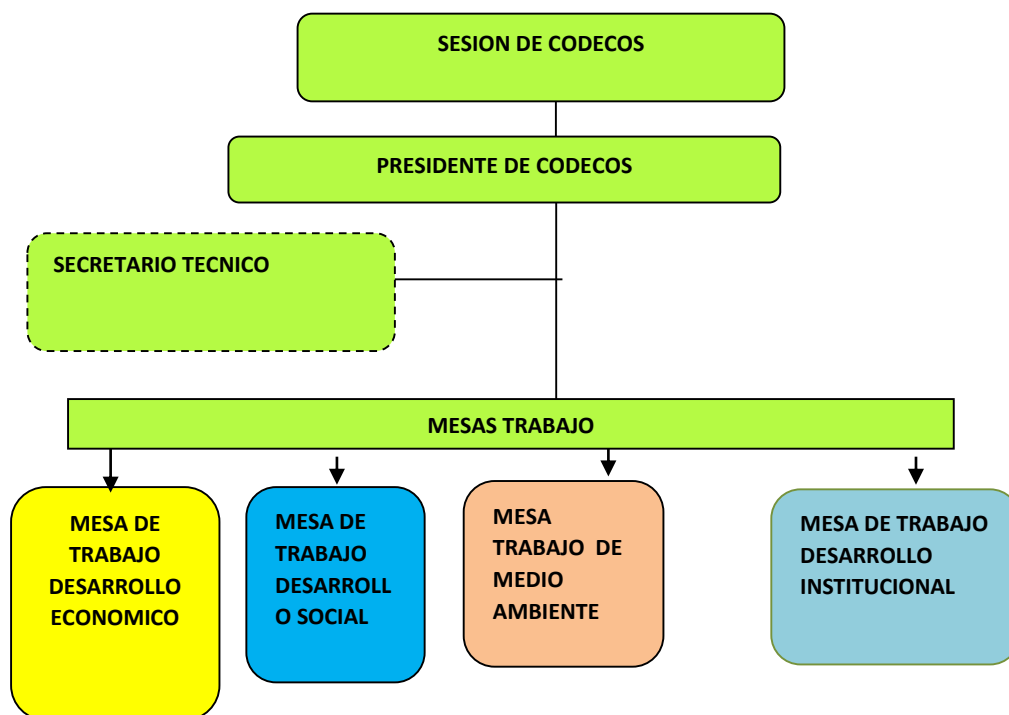 SESION DE CODECOS
PRESIDENTE DE CODECOS
SECRETARIO TECNICO
MESAS TRABAJO
MESA DE
TRABAJO
DESARROLLO
ECONOMICO
MESA DE
TRABAJO
DESARROLL
O SOCIAL
MESA
TRABAJO DE
MEDIO
AMBIENTE
MESA DE TRABAJO
DESARROLLO
INSTITUCIONAL